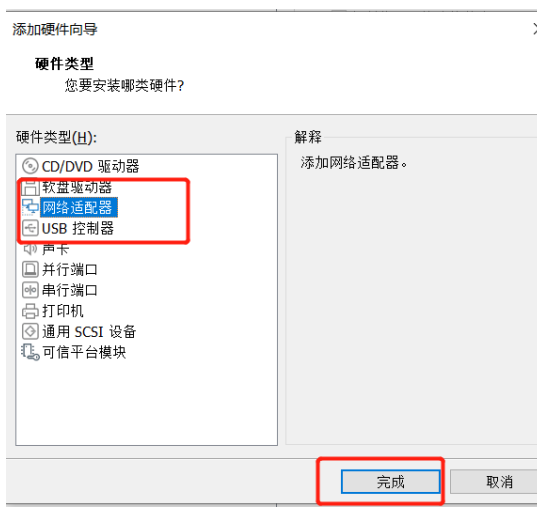 添加硬件向导
硬件类型
您要安装哪类硬件?
硬件类型(H):
CD/DVD 驱动器
软盘驱动器
网络适配器
USB 控制器
声卡
并行端口
串行端口
打印机
通用 SCSI 设备
可信平台模块
解释
添加网络适配器。
完成
取消